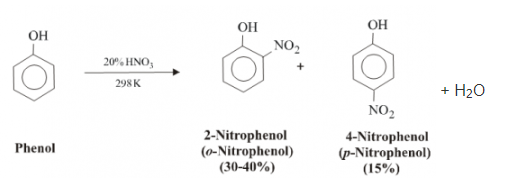 OH
20% HNO₃
298K
OH
NO₂
+
OH
NO₂
+ H₂O
Phenol
2-Nitrophenol
(o-Nitrophenol)
(30-40%)
4-Nitrophenol
(p-Nitrophenol)
(15%)